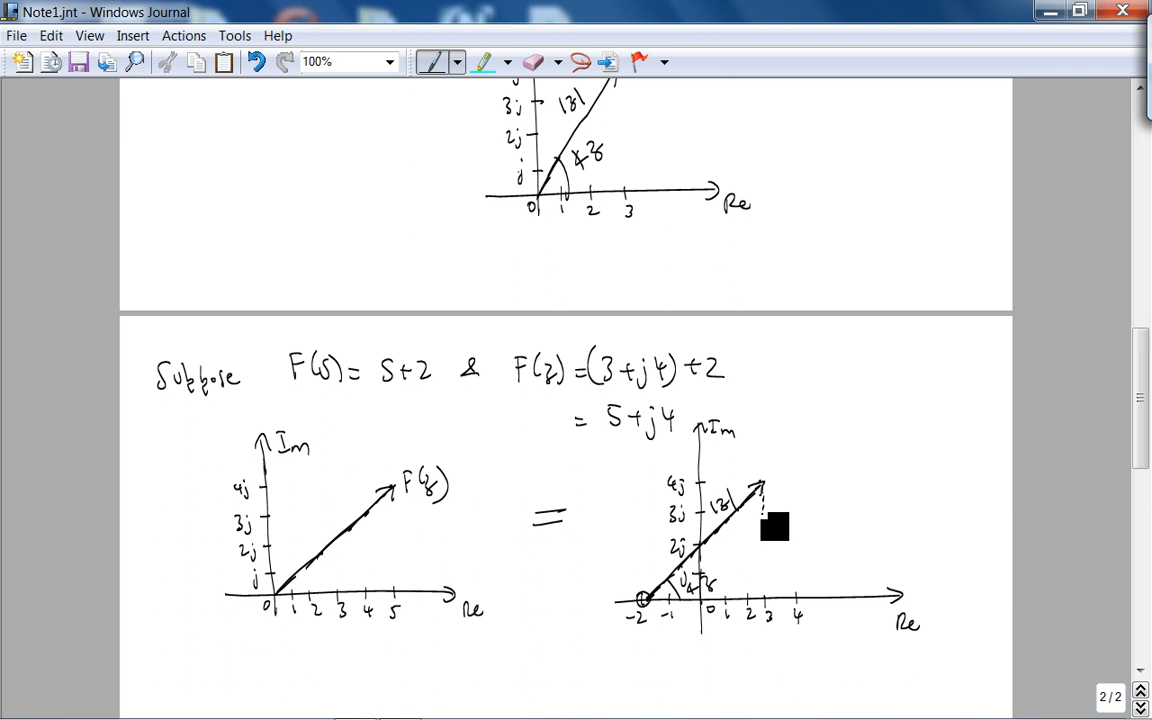 Note1.jnt - Windows Journal
File Edit View Insert Actions Tools Help
100%
3j |z|
2j
j ∡z
0 1 2 3 Re
Suppose F(s) = s+2 & F(z) = (3+j4)+2
= 5+j4
Im
4j
3j
2j
j
F(z)
0 1 2 3 4 5 Re
=
Im
4j
3j |z|
2j
∡z
-2 -1 0 1 2 3 4 Re
2 / 2